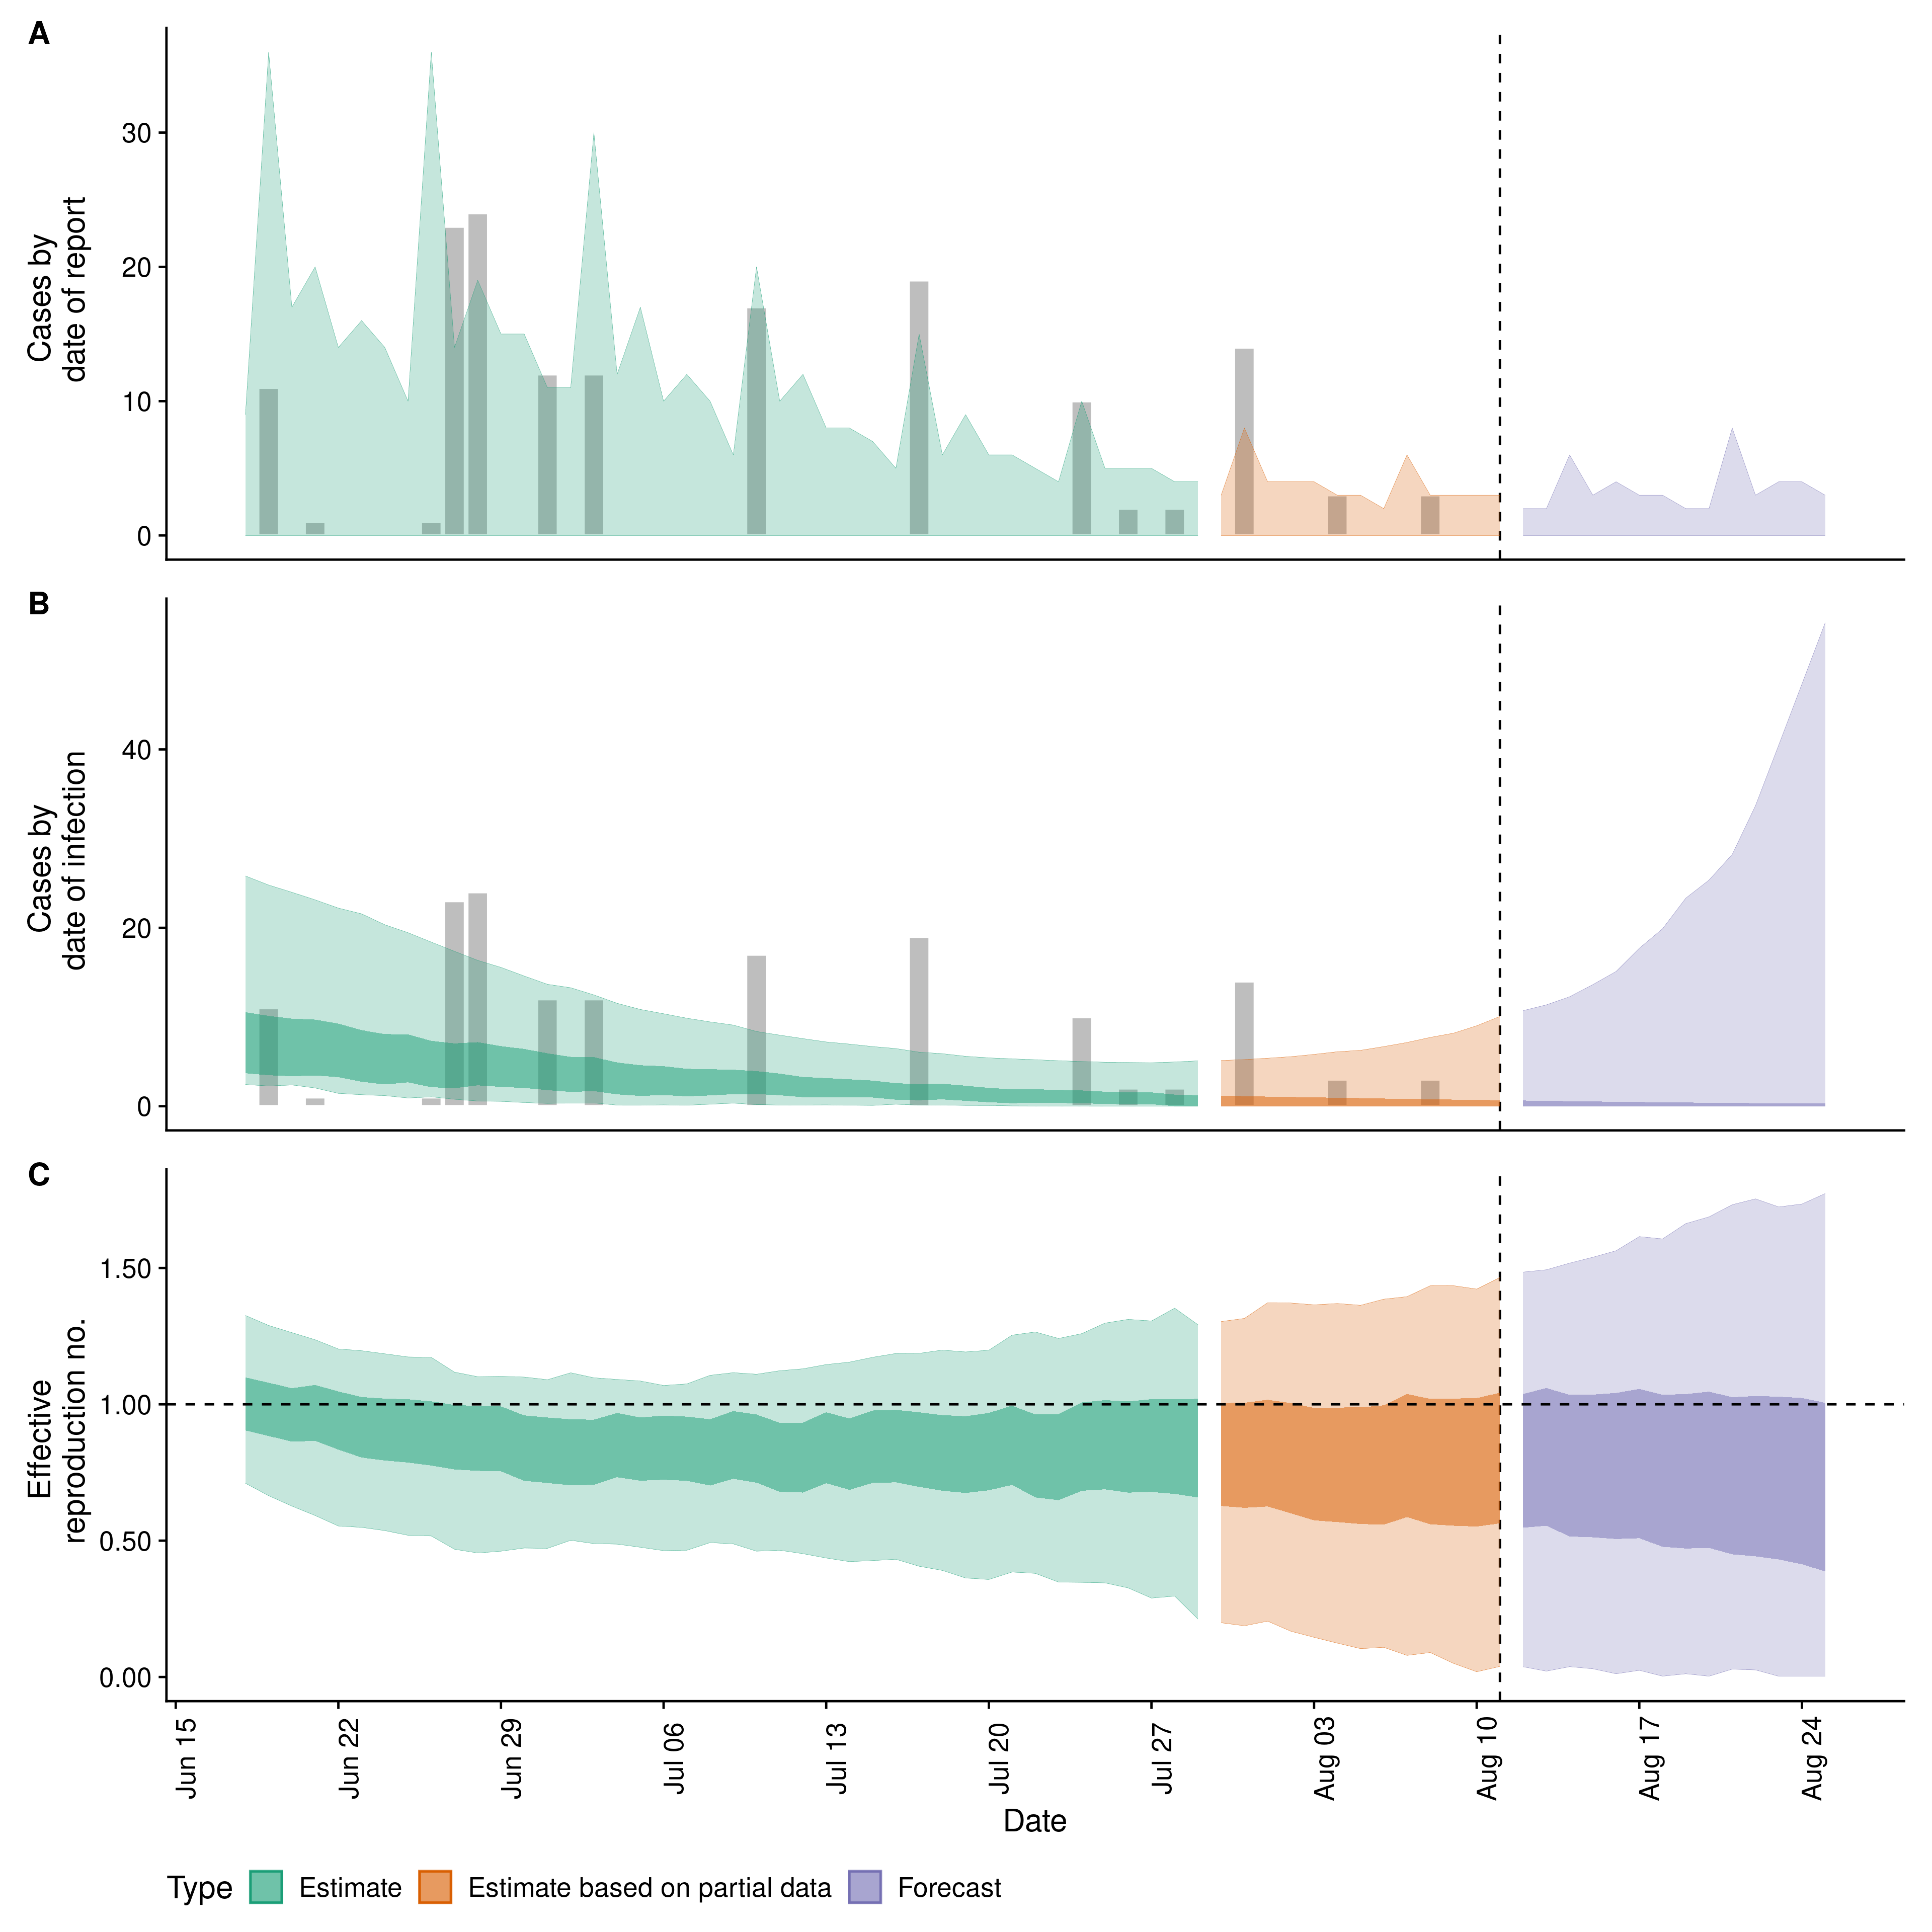 A
Cases by
date of report
30
20
10
0
B
Cases by
date of infection
40
20
0
C
Effective
reproduction no.
1.50
1.00
0.50
0.00
Jun 15
Jun 22
Jun 29
Jul 06
Jul 13
Jul 20
Jul 27
Aug 03
Aug 10
Aug 17
Aug 24
Date
Type Estimate Estimate based on partial data Forecast